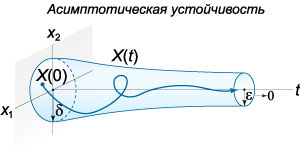 Асимптотическая устойчивость
x₂
X(0)
X(t)
x₁
δ
ε →0
t